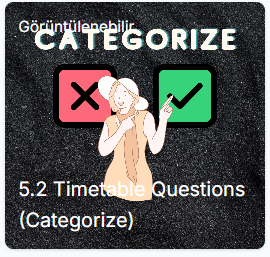 Görüntülenebilir
CATEGORIZE
5.2 Timetable Questions
(Categorize)